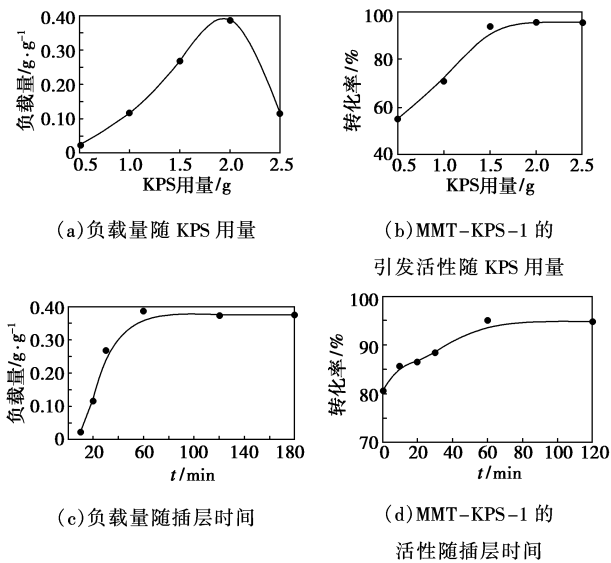 负载量/g·g⁻¹
0.40
0.30
0.20
0.10
0
0.5 1.0 1.5 2.0 2.5
KPS用量/g
(a)负载量随 KPS 用量
转化率/%
100
80
60
40
0.5 1.0 1.5 2.0 2.5
KPS用量/g
(b)MMT-KPS-1 的
引发活性随 KPS 用量
负载量/g·g⁻¹
0.40
0.30
0.20
0.10
0
20 60 100 140 180
t/min
(c)负载量随插层时间
转化率/%
100
90
80
70
0 20 40 60 80 100 120
t/min
(d)MMT-KPS-1 的
活性随插层时间